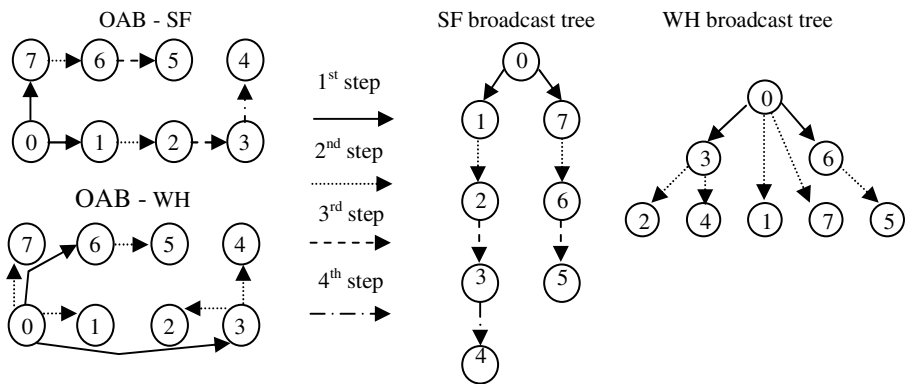 OAB - SF
7 6 5 4
0 1 2 3
OAB - WH
7 6 5 4
0 1 2 3
1st step
2nd step
3rd step
4th step
SF broadcast tree
0
1 7
2 6
3 5
4
WH broadcast tree
0
3 6
2 4 1 7 5